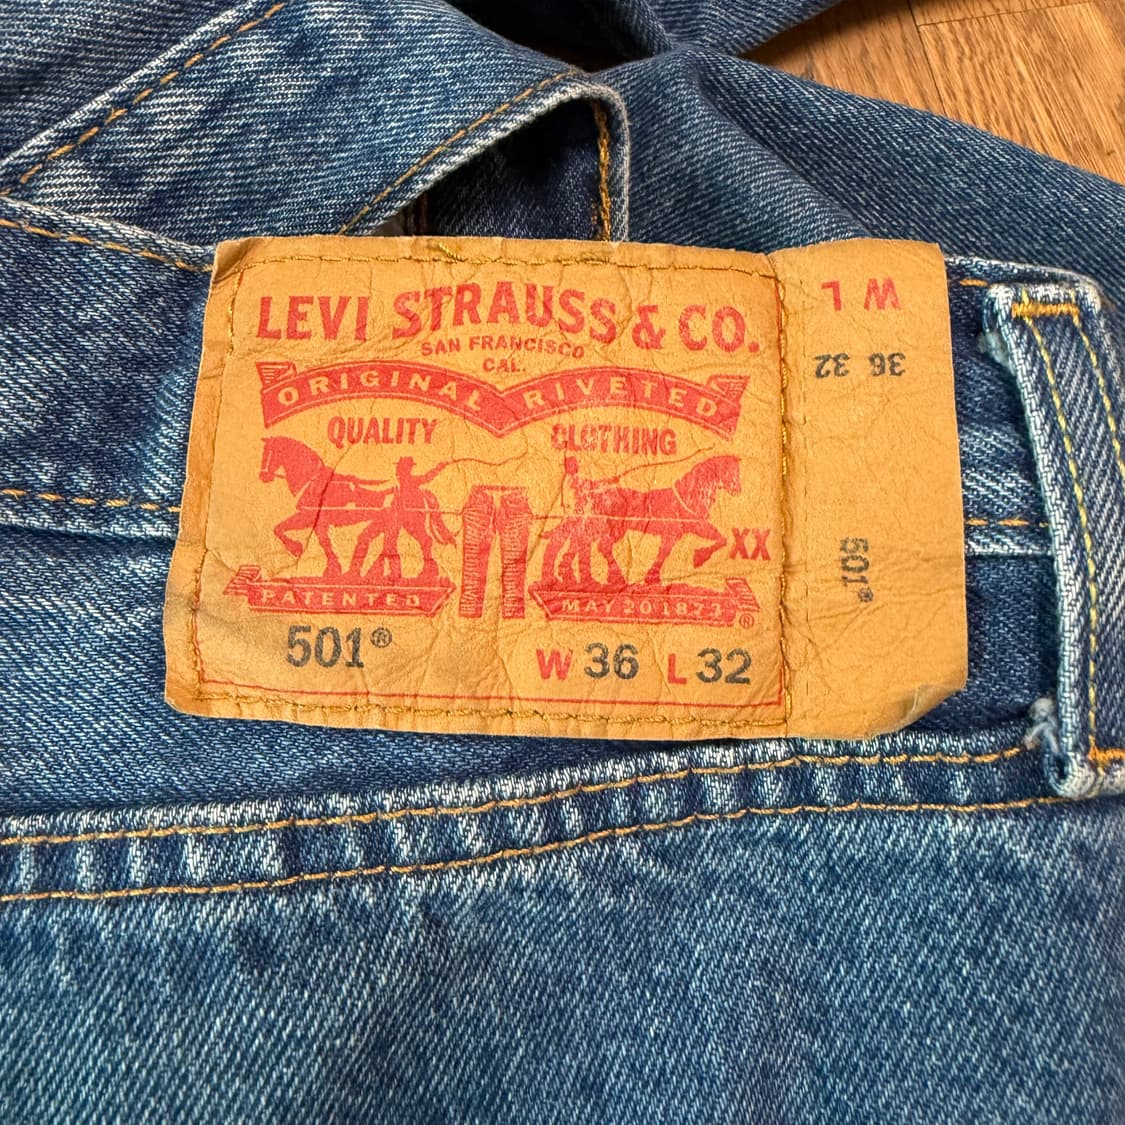 LEVI STRAUSS & CO.
SAN FRANCISCO
CAL.
ORIGINAL RIVETED
QUALITY CLOTHING
XX
PATENTED MAY 20 1873 ®
501® W 36 L 32
W L
36 32
501®